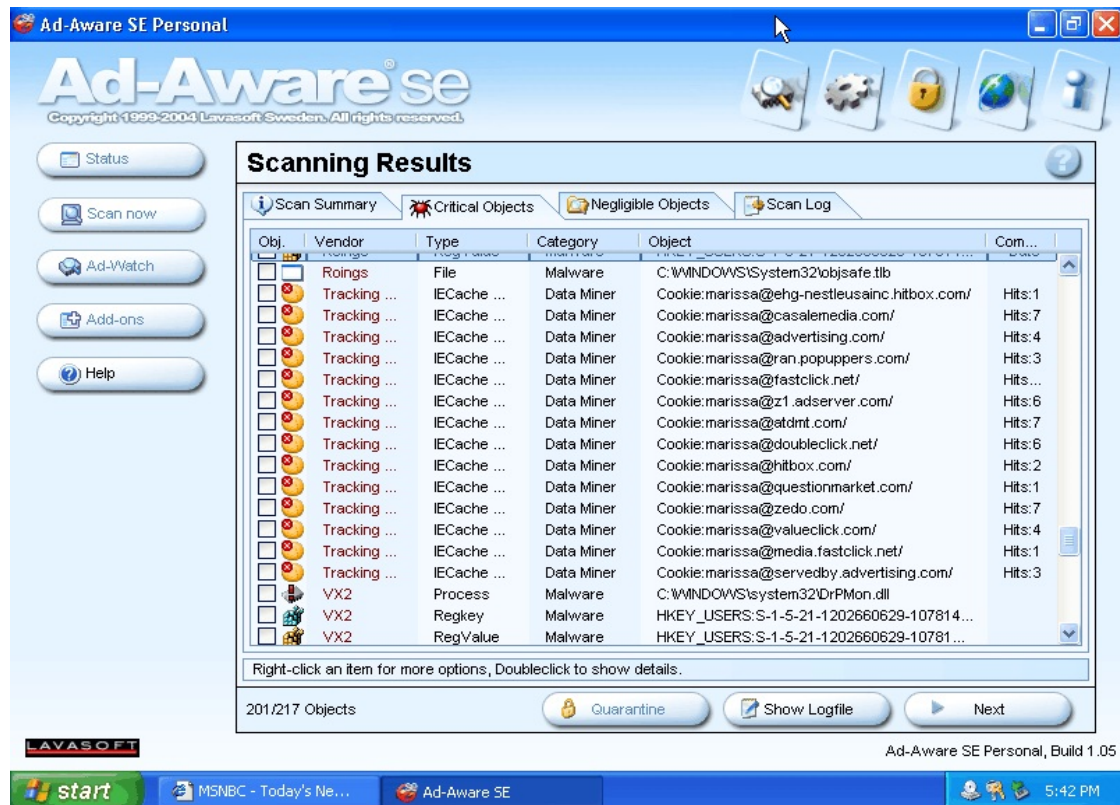 Ad-Aware SE Personal
Ad-Aware® se
Copyright 1999-2004 Lavasoft Sweden. All rights reserved.
Status
Scan now
Ad-Watch
Add-ons
Help
Scanning Results
Scan Summary Critical Objects Negligible Objects Scan Log
Obj. Vendor Type Category Object Com...
Roings File Malware C:\WINDOWS\System32\objsafe.tlb
Tracking ... IECache ... Data Miner Cookie:marissa@ehg-nestleusainc.hitbox.com/ Hits:1
Tracking ... IECache ... Data Miner Cookie:marissa@casalemedia.com/ Hits:7
Tracking ... IECache ... Data Miner Cookie:marissa@advertising.com/ Hits:4
Tracking ... IECache ... Data Miner Cookie:marissa@ran.popuppers.com/ Hits:3
Tracking ... IECache ... Data Miner Cookie:marissa@fastclick.net/ Hits...
Tracking ... IECache ... Data Miner Cookie:marissa@z1.adserver.com/ Hits:6
Tracking ... IECache ... Data Miner Cookie:marissa@atdmt.com/ Hits:7
Tracking ... IECache ... Data Miner Cookie:marissa@doubleclick.net/ Hits:6
Tracking ... IECache ... Data Miner Cookie:marissa@hitbox.com/ Hits:2
Tracking ... IECache ... Data Miner Cookie:marissa@questionmarket.com/ Hits:1
Tracking ... IECache ... Data Miner Cookie:marissa@zedo.com/ Hits:7
Tracking ... IECache ... Data Miner Cookie:marissa@valueclick.com/ Hits:4
Tracking ... IECache ... Data Miner Cookie:marissa@media.fastclick.net/ Hits:1
Tracking ... IECache ... Data Miner Cookie:marissa@servedby.advertising.com/ Hits:3
VX2 Process Malware C:\WINDOWS\system32\DrPMon.dll
VX2 Regkey Malware HKEY_USERS:S-1-5-21-1202660629-107814...
VX2 RegValue Malware HKEY_USERS:S-1-5-21-1202660629-10781...
Right-click an item for more options, Doubleclick to show details.
201/217 Objects Quarantine Show Logfile Next
LAVASOFT
Ad-Aware SE Personal, Build 1.05
start MSNBC - Today's Ne... Ad-Aware SE 5:42 PM